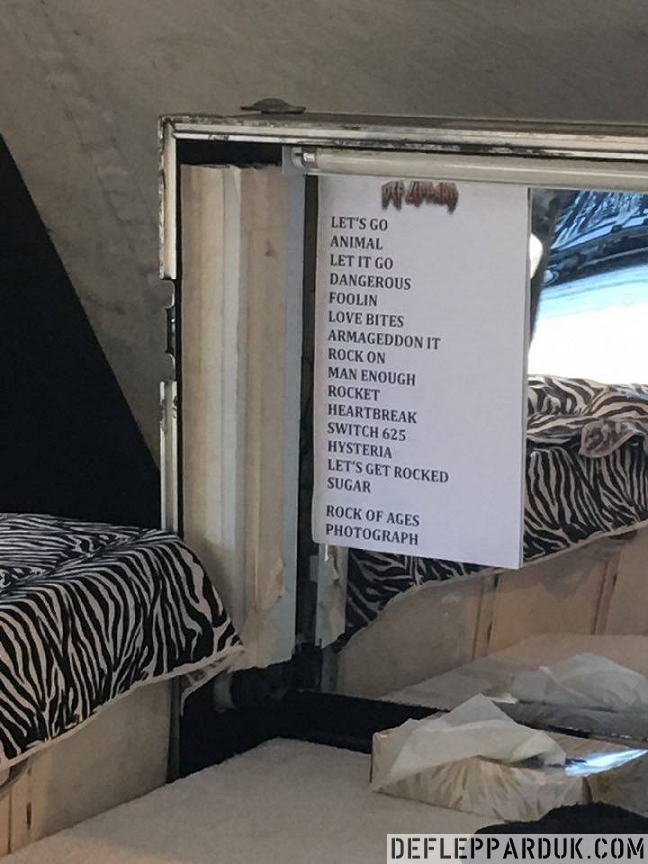 DEF LEPPARD
LET'S GO
ANIMAL
LET IT GO
DANGEROUS
FOOLIN
LOVE BITES
ARMAGEDDON IT
ROCK ON
MAN ENOUGH
ROCKET
HEARTBREAK
SWITCH 625
HYSTERIA
LET'S GET ROCKED
SUGAR
ROCK OF AGES
PHOTOGRAPH
DEFLEPPARDUK.COM